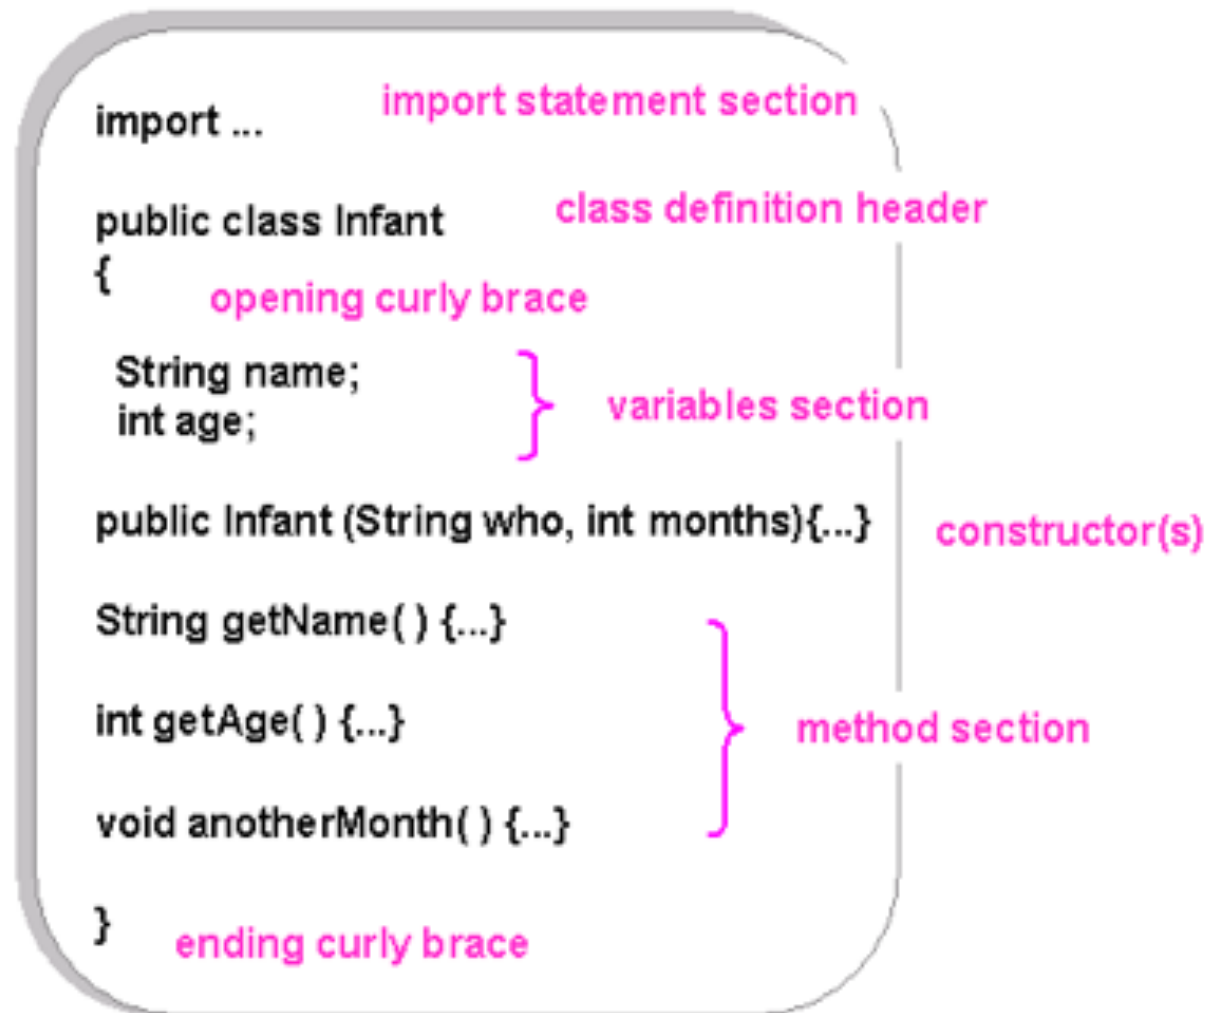 import ... import statement section
public class Infant class definition header
{
opening curly brace
String name;
int age;
variables section
public Infant (String who, int months){...} constructor(s)
String getName( ) {...}
int getAge( ) {...}
method section
void anotherMonth( ) {...}
}
ending curly brace